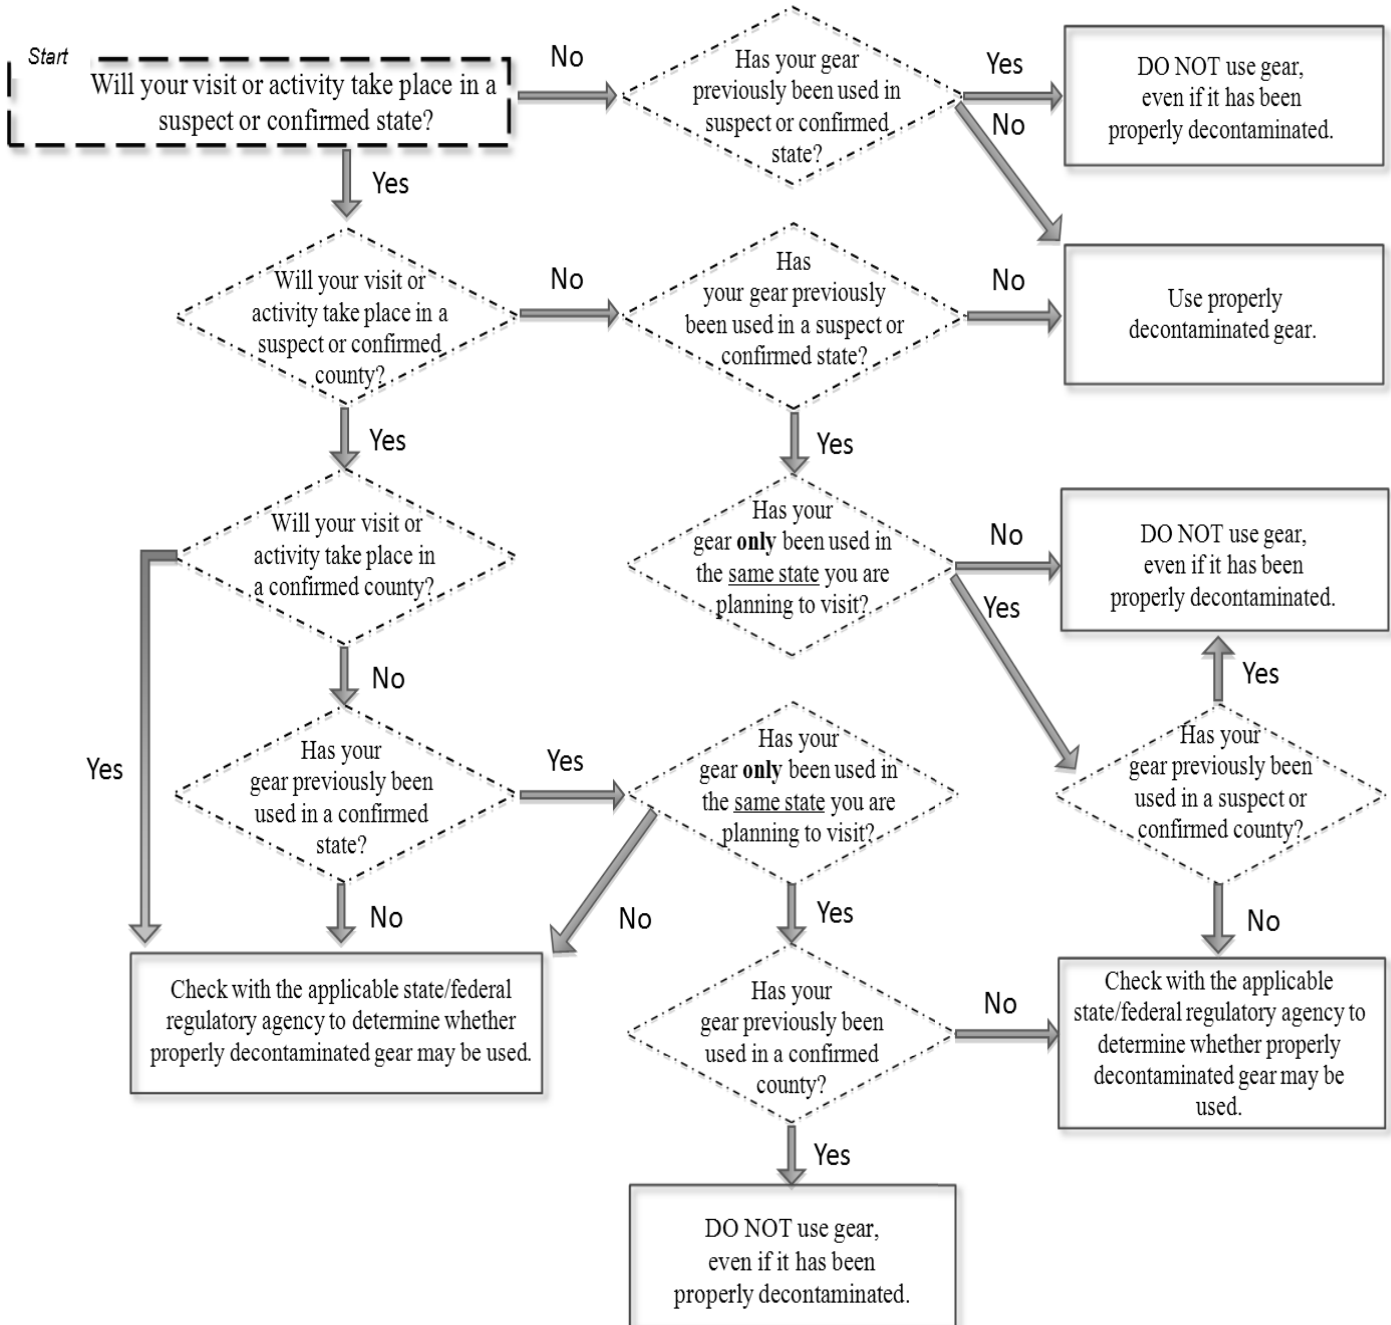 Start
Will your visit or activity take place in a
suspect or confirmed state?
No
Has your gear
previously been used in
suspect or confirmed
state?
Yes
No
DO NOT use gear,
even if it has been
properly decontaminated.
Yes
Will your visit or
activity take place in a
suspect or confirmed
county?
No
Has
your gear previously
been used in a suspect or
confirmed state?
No
Use properly
decontaminated gear.
Yes
Yes
Will your visit or
activity take place in
a confirmed county?
Has your
gear only been used in
the same state you are
planning to visit?
No
Yes
DO NOT use gear,
even if it has been
properly decontaminated.
No
Yes
Yes
Has your
gear previously been
used in a confirmed
state?
Yes
Has your
gear only been used in
the same state you are
planning to visit?
Has your
gear previously been
used in a suspect or
confirmed county?
No
No
Yes
No
Check with the applicable state/federal
regulatory agency to determine whether
properly decontaminated gear may be used.
Has your
gear previously been
used in a confirmed
county?
No
Check with the applicable
state/federal regulatory agency to
determine whether properly
decontaminated gear may be
used.
Yes
DO NOT use gear,
even if it has been
properly decontaminated.